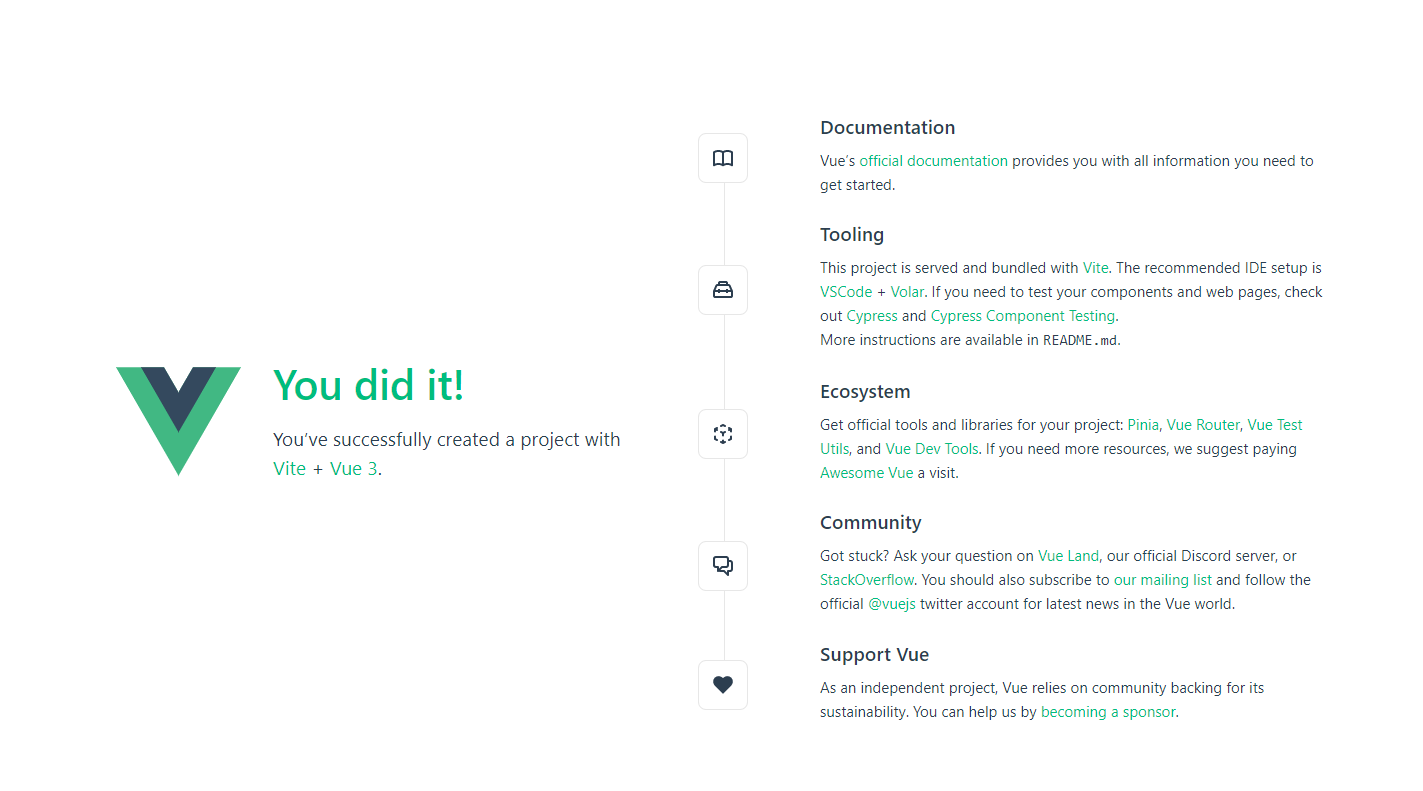 You did it!
You’ve successfully created a project with
Vite + Vue 3.
Documentation
Vue’s official documentation provides you with all information you need to
get started.
Tooling
This project is served and bundled with Vite. The recommended IDE setup is
VSCode + Volar. If you need to test your components and web pages, check
out Cypress and Cypress Component Testing.
More instructions are available in README.md.
Ecosystem
Get official tools and libraries for your project: Pinia, Vue Router, Vue Test
Utils, and Vue Dev Tools. If you need more resources, we suggest paying
Awesome Vue a visit.
Community
Got stuck? Ask your question on Vue Land, our official Discord server, or
StackOverflow. You should also subscribe to our mailing list and follow the
official @vuejs twitter account for latest news in the Vue world.
Support Vue
As an independent project, Vue relies on community backing for its
sustainability. You can help us by becoming a sponsor.